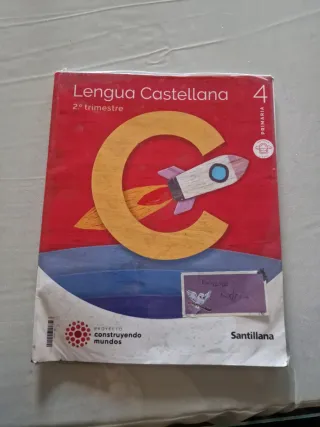 Lengua Castellana
4
2.º trimestre
PRIMARIA
C
PROYECTO
construyendo
mundos
Santillana